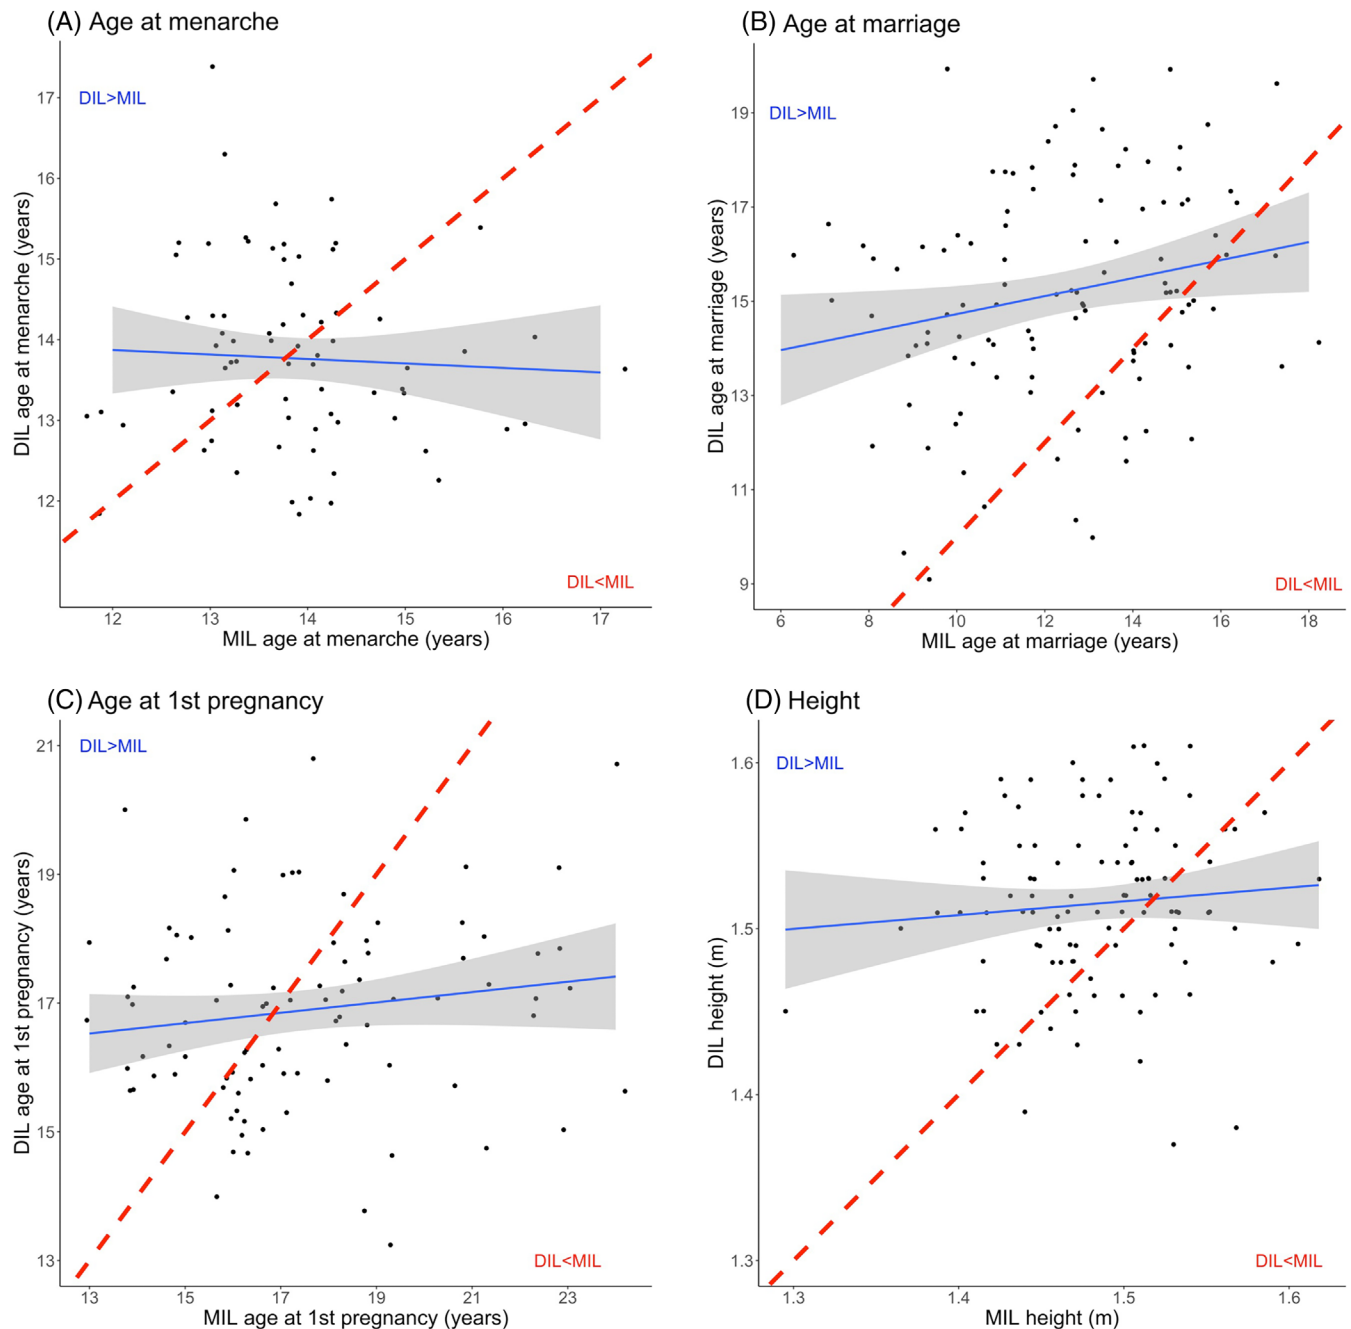 (A) Age at menarche
DIL>MIL
17
16
15
14
13
12
DIL age at menarche (years)
DIL<MIL
12 13 14 15 16 17
MIL age at menarche (years)
(B) Age at marriage
DIL>MIL
19
17
15
13
11
9
DIL age at marriage (years)
DIL<MIL
6 8 10 12 14 16 18
MIL age at marriage (years)
(C) Age at 1st pregnancy
DIL>MIL
21
19
17
15
13
DIL age at 1st pregnancy (years)
DIL<MIL
13 15 17 19 21 23
MIL age at 1st pregnancy (years)
(D) Height
DIL>MIL
1.6
1.5
1.4
1.3
DIL height (m)
DIL<MIL
1.3 1.4 1.5 1.6
MIL height (m)